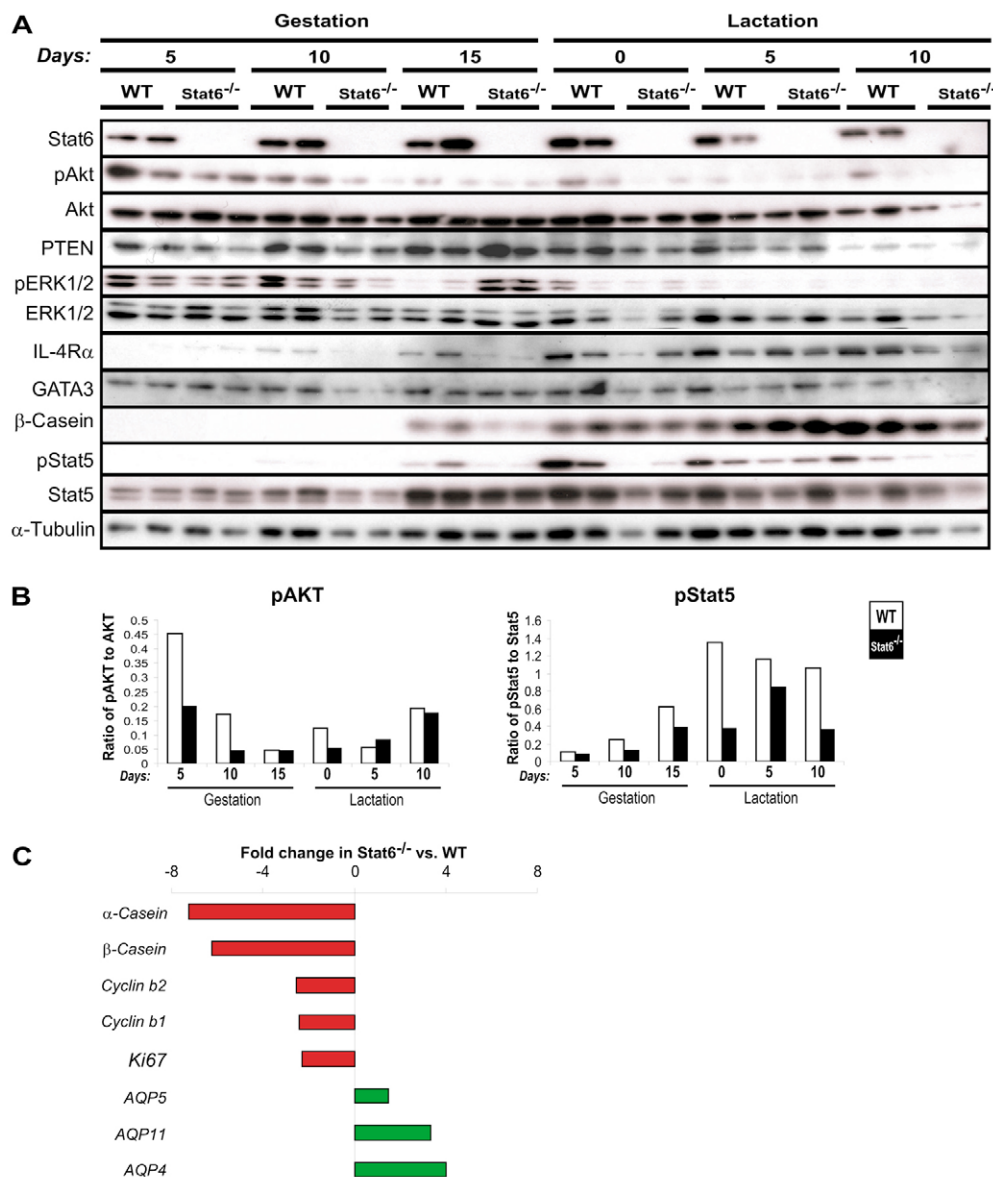 A
Gestation Lactation
Days: 5 10 15 0 5 10
WT Stat6-/- WT Stat6-/- WT Stat6-/- WT Stat6-/- WT Stat6-/- WT Stat6-/-
Stat6
pAkt
Akt
PTEN
pERK1/2
ERK1/2
IL-4Rα
GATA3
β-Casein
pStat5
Stat5
α-Tubulin
B
pAKT
Ratio of pAKT to AKT
0.5
0.45
0.4
0.35
0.3
0.25
0.2
0.15
0.1
0.05
0
Days: 5 10 15 0 5 10
Gestation Lactation
pStat5
Ratio of pStat5 to Stat5
1.6
1.4
1.2
1
0.8
0.6
0.4
0.2
0
Days: 5 10 15 0 5 10
Gestation Lactation
WT
Stat6-/-
C
Fold change in Stat6-/- vs. WT
-8 -4 0 4 8
α-Casein
β-Casein
Cyclin b2
Cyclin b1
Ki67
AQP5
AQP11
AQP4